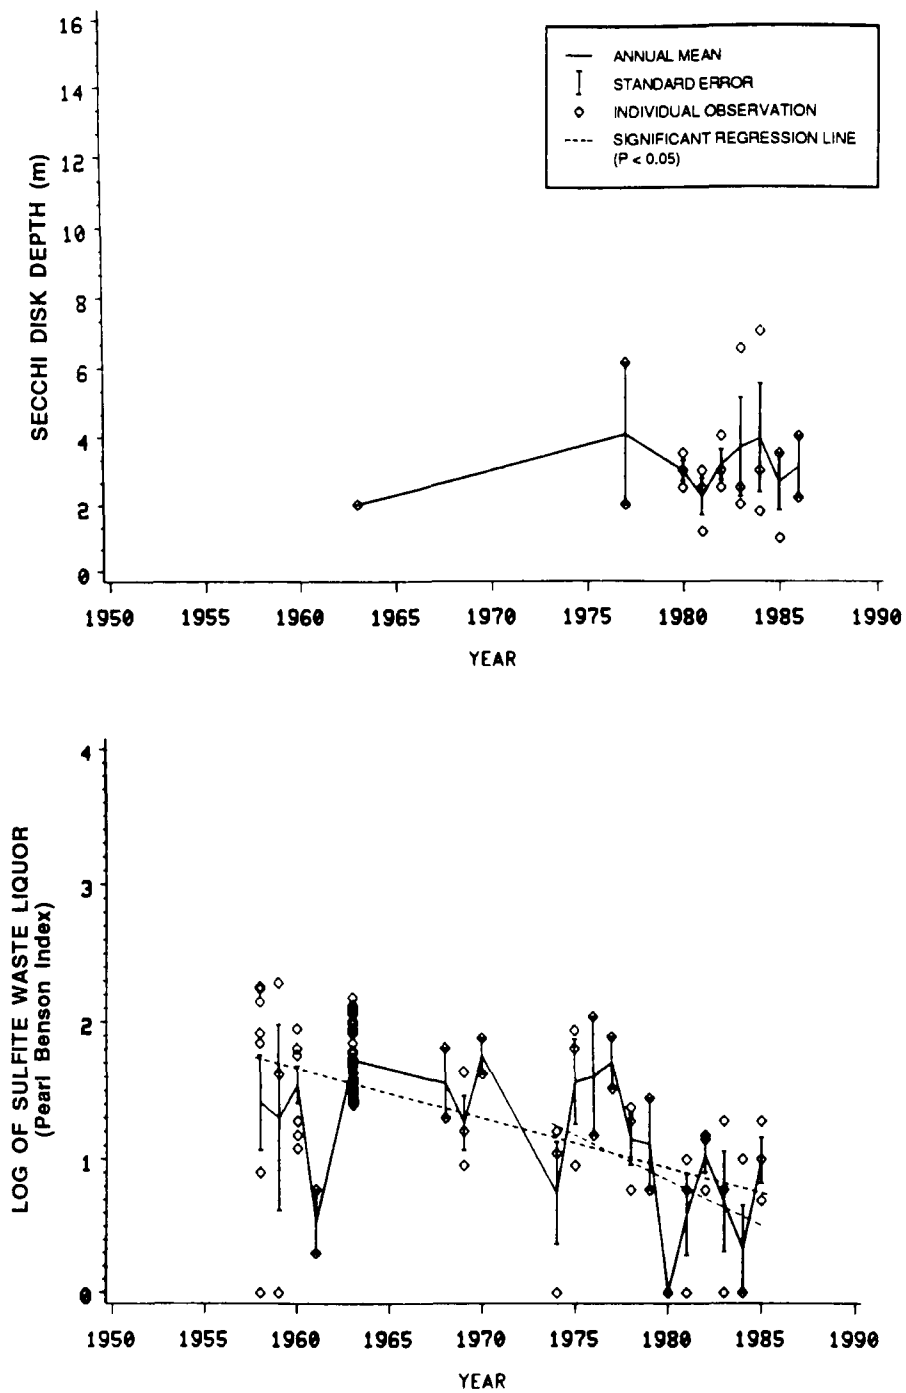 16
14
12
10
8
6
4
2
0
SECCHI DISK DEPTH (m)
ANNUAL MEAN
STANDARD ERROR
INDIVIDUAL OBSERVATION
SIGNIFICANT REGRESSION LINE
(P < 0.05)
1950 1955 1960 1965 1970 1975 1980 1985 1990
YEAR
4
3
2
1
0
LOG OF SULFITE WASTE LIQUOR
(Pearl Benson Index)
1950 1955 1960 1965 1970 1975 1980 1985 1990
YEAR